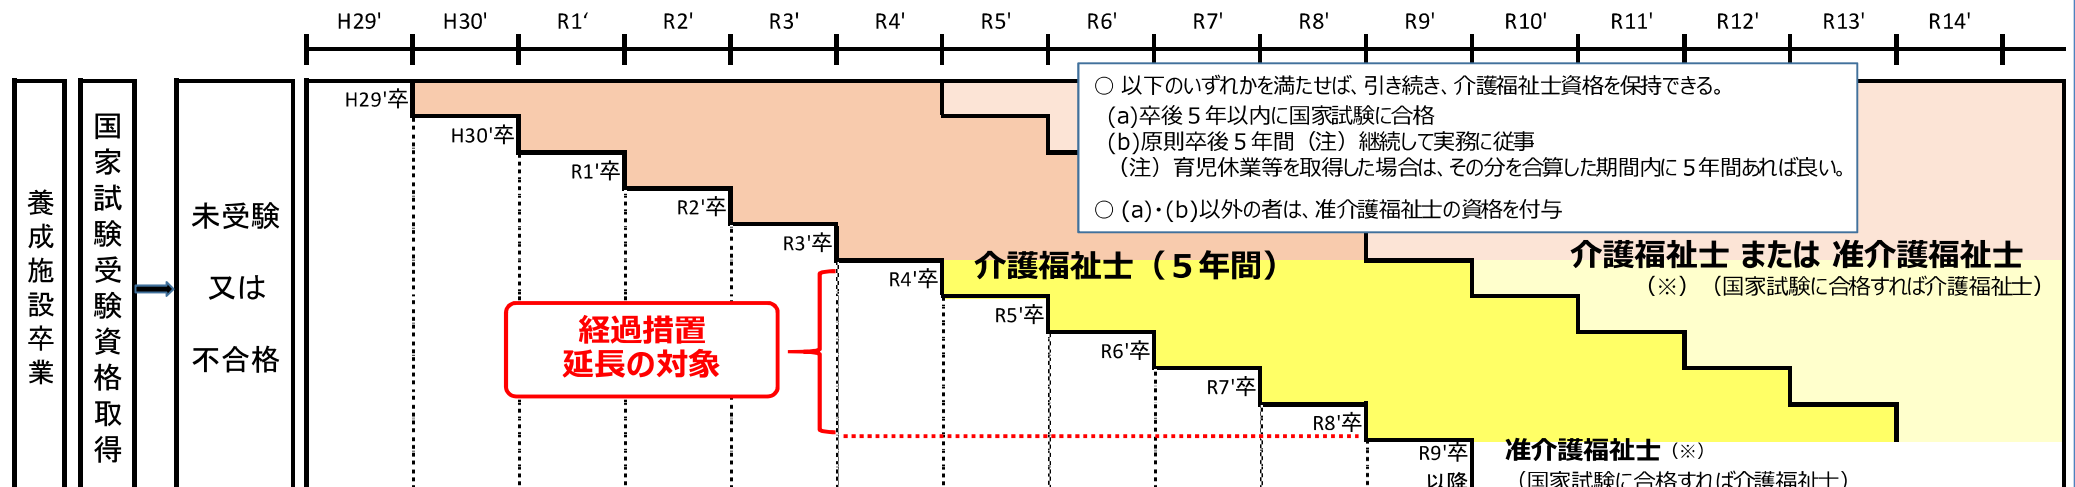 H29' H30' R1‘ R2' R3' R4' R5' R6' R7' R8' R9' R10' R11' R12' R13' R14'
養成施設卒業
国家試験受験資格取得
未受験
又は
不合格
H29'卒
H30'卒
R1'卒
R2'卒
R3'卒
R4'卒
R5'卒
R6'卒
R7'卒
R8'卒
R9'卒
以降
○ 以下のいずれかを満たせば、引き続き、介護福祉士資格を保持できる。
(a)卒後5年以内に国家試験に合格
(b)原則卒後5年間（注）継続して実務に従事
（注）育児休業等を取得した場合は、その分を合算した期間内に5年間あれば良い。
○ (a)・(b)以外の者は、准介護福祉士の資格を付与
介護福祉士（５年間）
介護福祉士 または 准介護福祉士
（※）（国家試験に合格すれば介護福祉士）
経過措置
延長の対象
准介護福祉士（※）
（国家試験に合格すれば介護福祉士）